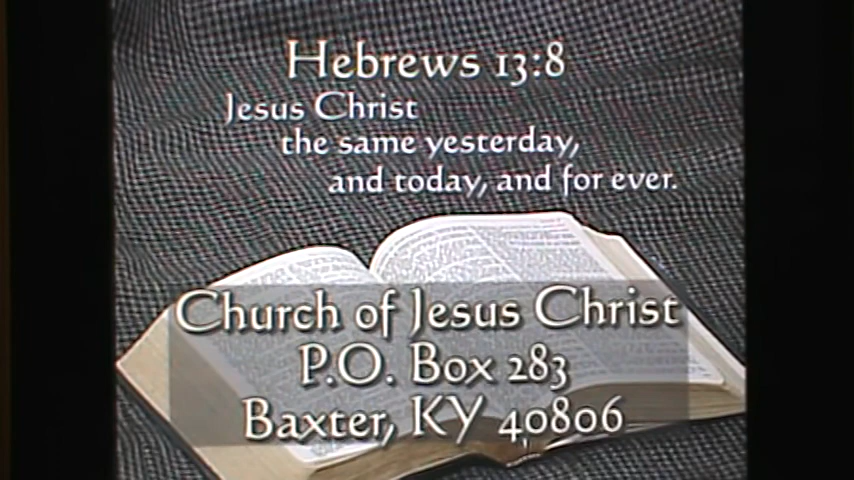 Hebrews 13:8
Jesus Christ
the same yesterday,
and today, and for ever.
Church of Jesus Christ
P.O. Box 283
Baxter, KY 40806